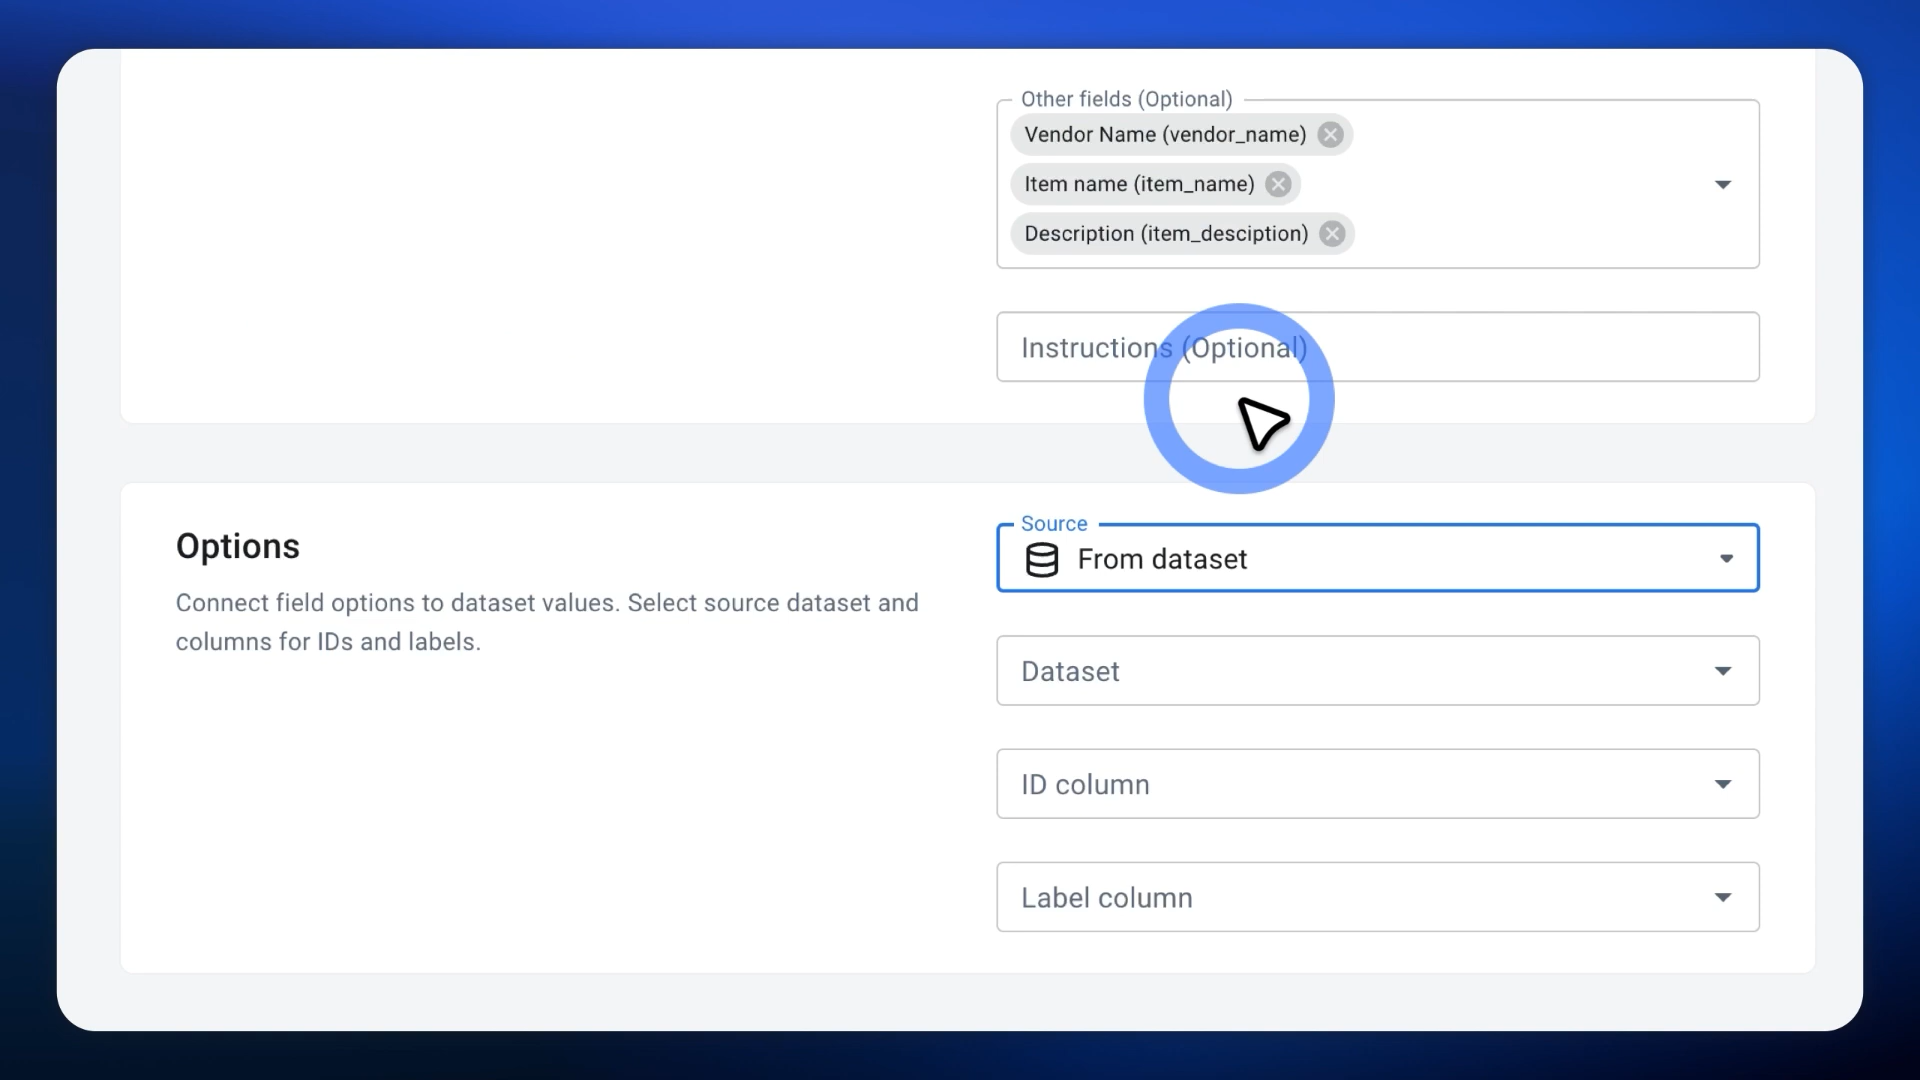 Other fields (Optional)
Vendor Name (vendor_name)
Item name (item_name)
Description (item_desciption)
Instructions (Optional)
Options
Connect field options to dataset values. Select source dataset and
columns for IDs and labels.
Source
From dataset
Dataset
ID column
Label column